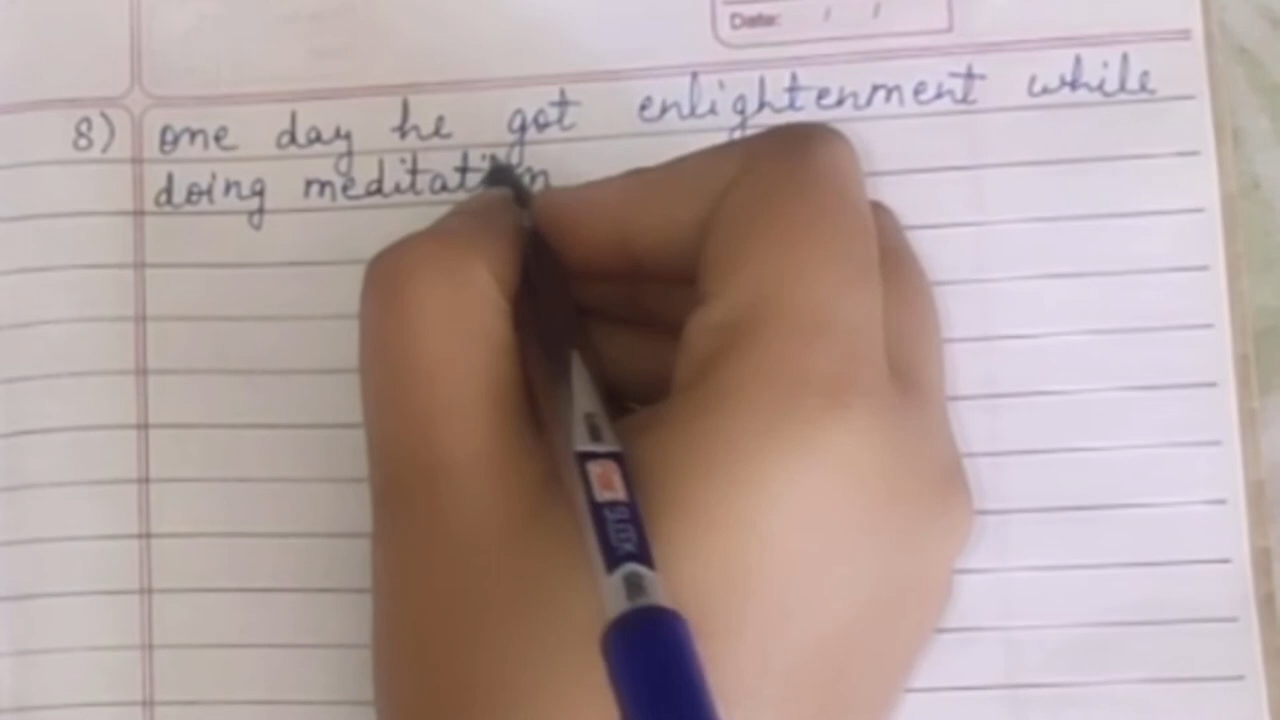 Date: / /
8) one day he got enlightenment while
doing meditation